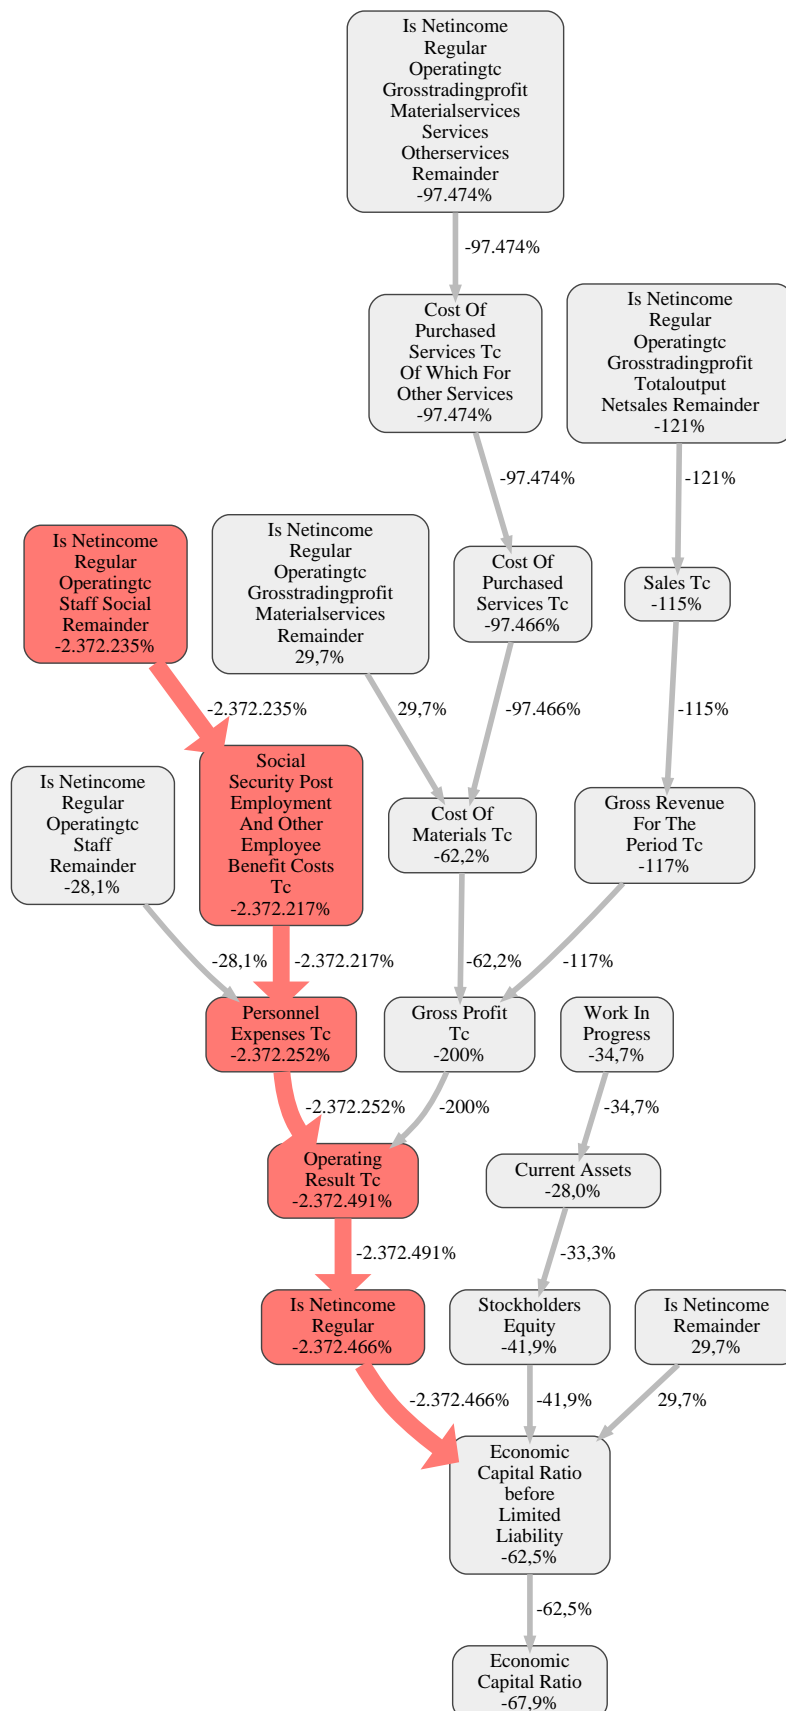 Is Netincome
Regular
Operatingtc
Grosstradingprofit
Materialservices
Services
Otherservices
Remainder
-97.474%
-97.474%
Cost Of
Purchased
Services Tc
Of Which For
Other Services
-97.474%
Is Netincome
Regular
Operatingtc
Grosstradingprofit
Totaloutput
Netsales Remainder
-121%
-97.474%
-121%
Is Netincome
Regular
Operatingtc
Staff Social
Remainder
-2.372.235%
Is Netincome
Regular
Operatingtc
Grosstradingprofit
Materialservices
Remainder
29,7%
Cost Of
Purchased
Services Tc
-97.466%
Sales Tc
-115%
-2.372.235%
29,7%
-97.466%
-115%
Is Netincome
Regular
Operatingtc
Staff
Remainder
-28,1%
Social
Security Post
Employment
And Other
Employee
Benefit Costs
Tc
-2.372.217%
Cost Of
Materials Tc
-62,2%
Gross Revenue
For The
Period Tc
-117%
-28,1%
-2.372.217%
-62,2%
-117%
Personnel
Expenses Tc
-2.372.252%
Gross Profit
Tc
-200%
Work In
Progress
-34,7%
-2.372.252%
-200%
-34,7%
Operating
Result Tc
-2.372.491%
Current Assets
-28,0%
-2.372.491%
-33,3%
Is Netincome
Regular
-2.372.466%
Stockholders
Equity
-41,9%
Is Netincome
Remainder
29,7%
-2.372.466%
-41,9%
29,7%
Economic
Capital Ratio
before
Limited
Liability
-62,5%
-62,5%
Economic
Capital Ratio
-67,9%